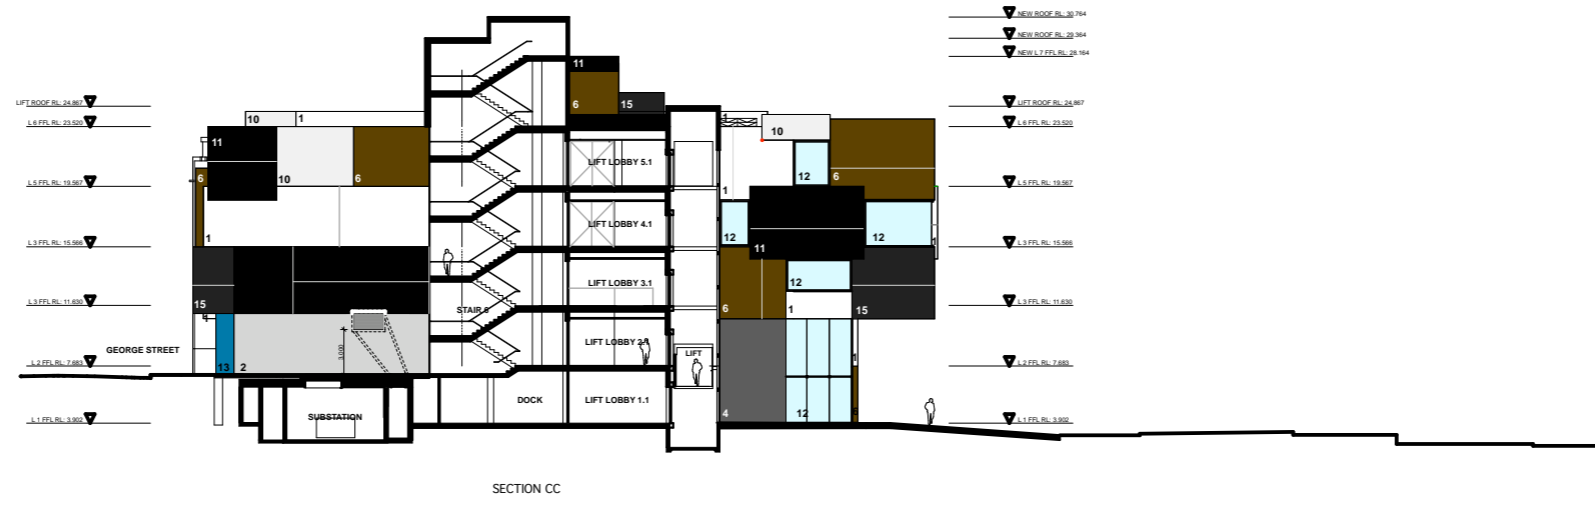 NEW ROOF RL: 30.764
NEW ROOF RL: 29.364
NEW L 7 FFL RL: 28.164
LIFT ROOF RL: 24.867
L 6 FFL RL: 23.520
L 5 FFL RL: 19.567
L 3 FFL RL: 15.566
L 3 FFL RL: 11.630
L 2 FFL RL: 7.683
L 1 FFL RL: 3.902
LIFT ROOF RL: 24.867
L 6 FFL RL: 23.520
L 5 FFL RL: 19.567
L 3 FFL RL: 15.566
L 3 FFL RL: 11.630
L 2 FFL RL: 7.683
L 1 FFL RL: 3.902
GEORGE STREET
10 1
11
10
6
6
1
15
13
2
3.000
SUBSTATION
STAIR 6
DOCK
11
6
15
LIFT LOBBY 5.1
LIFT LOBBY 4.1
LIFT LOBBY 3.1
LIFT LOBBY 2.1
LIFT LOBBY 1.1
LIFT
1
10
12
6
1
12
11
12
1
12
6
1
15
1
4
12
6
SECTION CC